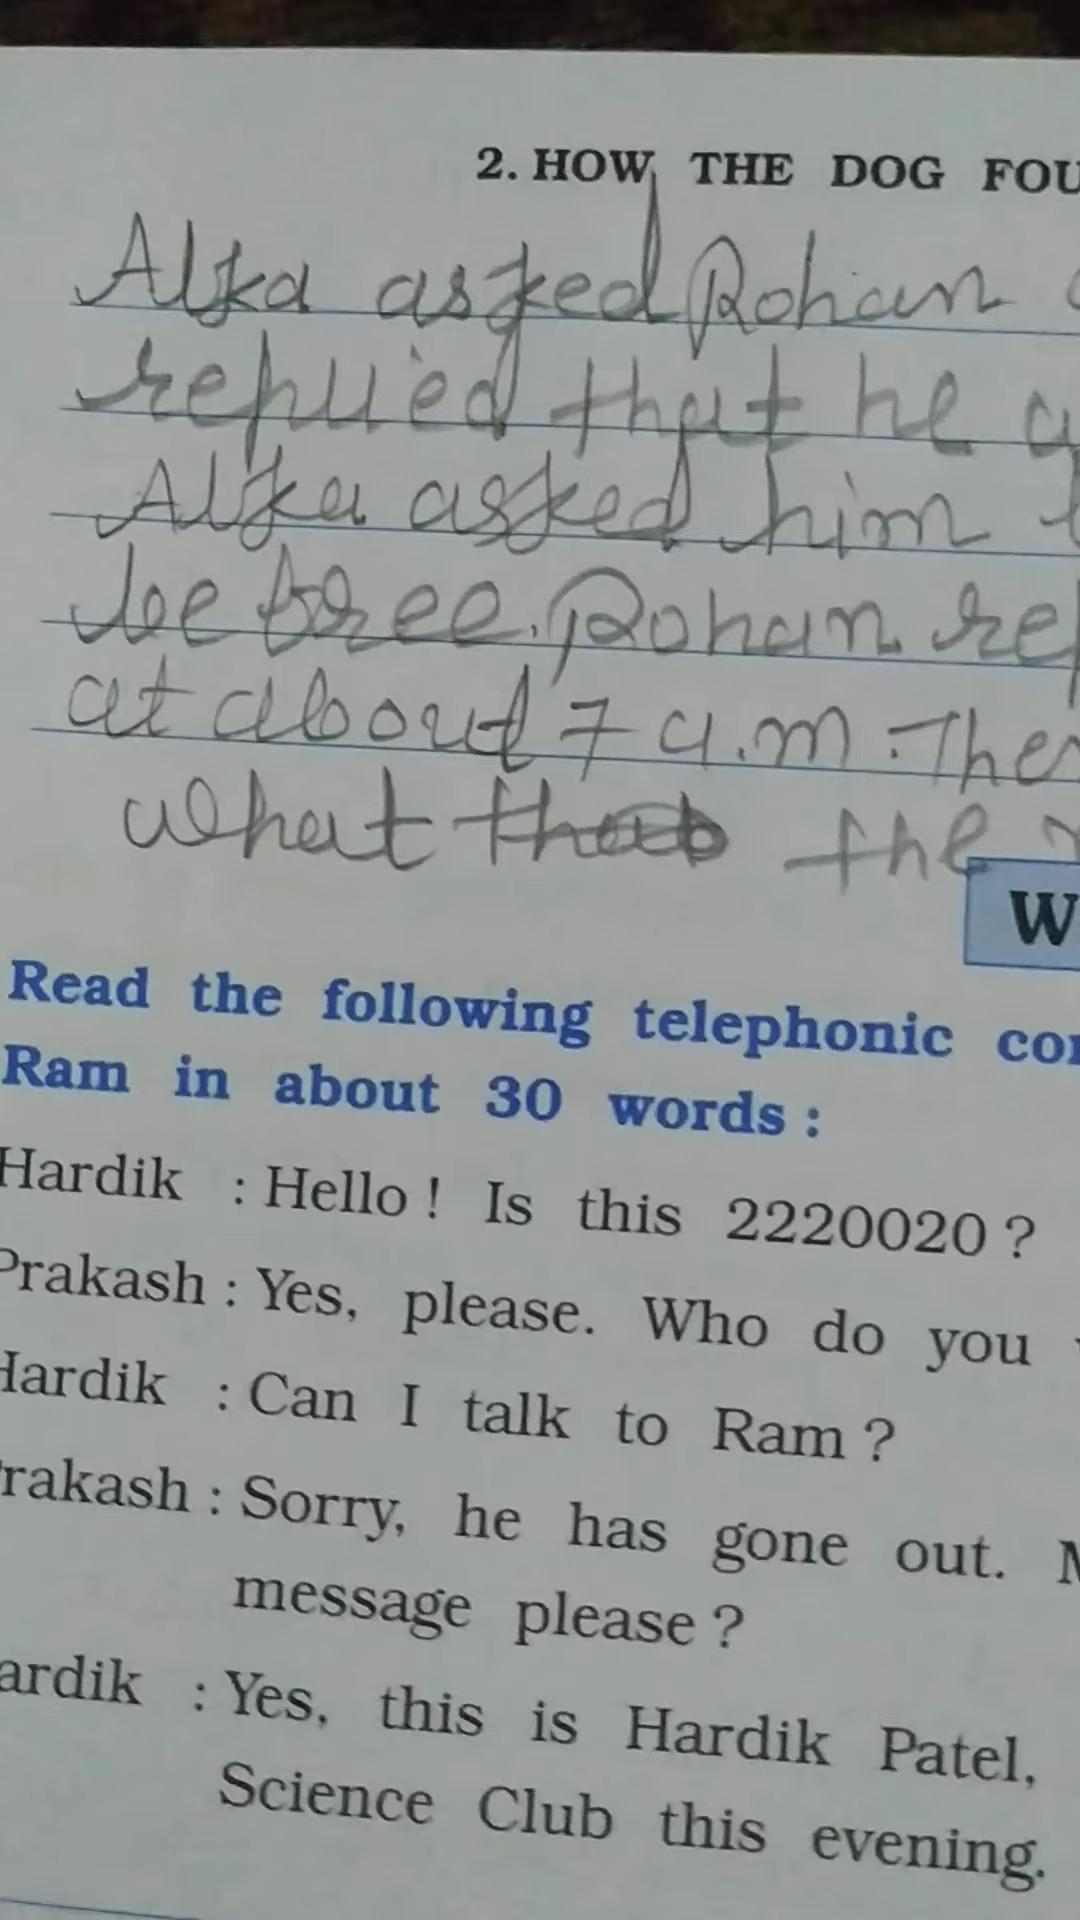 2. HOW THE DOG FOU
Alka asked Rohan
replied that he
Alka asked him
be free. Rohan re
at about 7 a.m. The
what the
W
Read the following telephonic co
Ram in about 30 words :
Hardik : Hello ! Is this 2220020 ?
Prakash : Yes, please. Who do you
Hardik : Can I talk to Ram ?
rakash : Sorry, he has gone out. M
message please ?
ardik : Yes, this is Hardik Patel,
Science Club this evening.